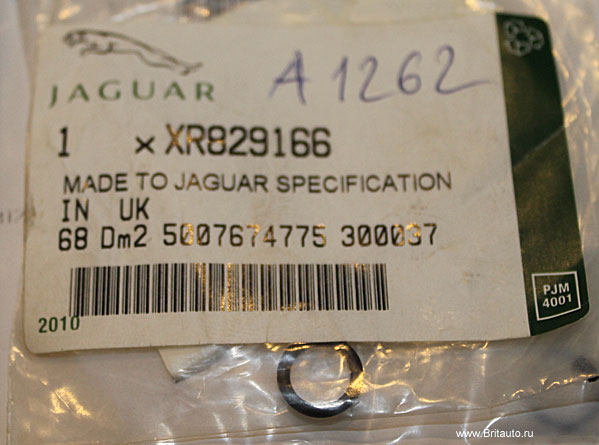 A1262
JAGUAR
1 x XR829166
MADE TO JAGUAR SPECIFICATION
IN UK
68 Dm2 5007674775 300037
PJM
4001
2010
www.Britauto.ru